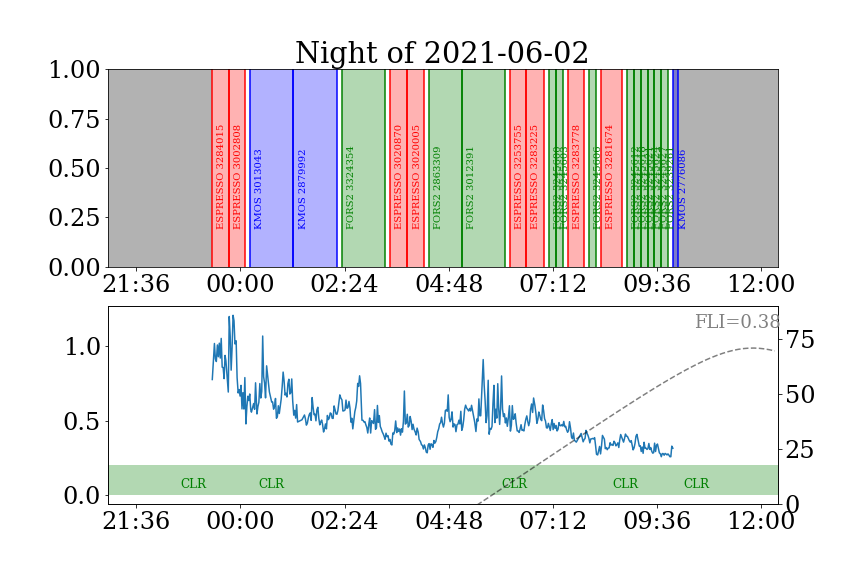 Night of 2021-06-02
1.00
0.75
0.50
0.25
0.00
ESPRESSO 3284015
ESPRESSO 3002808
KMOS 3013043
KMOS 2879992
FORS2 3324354
ESPRESSO 3020870
ESPRESSO 3020005
FORS2 2863309
FORS2 3012391
ESPRESSO 3253755
ESPRESSO 3283225
ESPRESSO 3283778
ESPRESSO 3281674
KMOS 2776086
21:36 00:00 02:24 04:48 07:12 09:36 12:00
FLI=0.38
1.0
0.5
0.0
75
50
25
0
CLR CLR CLR CLR CLR
21:36 00:00 02:24 04:48 07:12 09:36 12:00